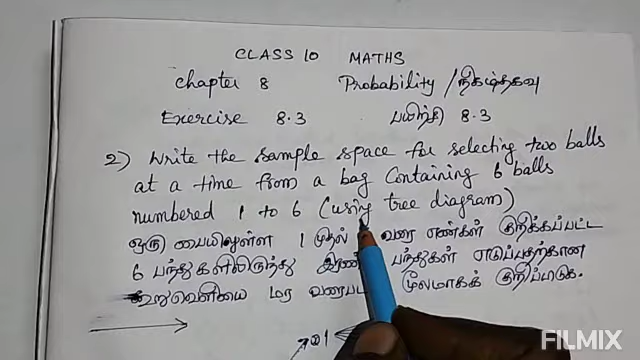 CLASS 10 MATHS
Chapter 8 Probability / நிகழ்தகவு
Exercise 8.3 பயிற்சி 8.3
2) Write the sample space for selecting two balls
at a time from a bag containing 6 balls
numbered 1 to 6 (using tree diagram)
ஒரு பையிலுள்ள 1 முதல் வரை எண்கள் குறிக்கப்பட்ட
6 பந்துகளிலிருந்து பந்துகள் எடுப்பதற்கான
கூறுவெளியை மர வரைபட மூலமாகக் குறிப்பிடுக.
1
FILMIX